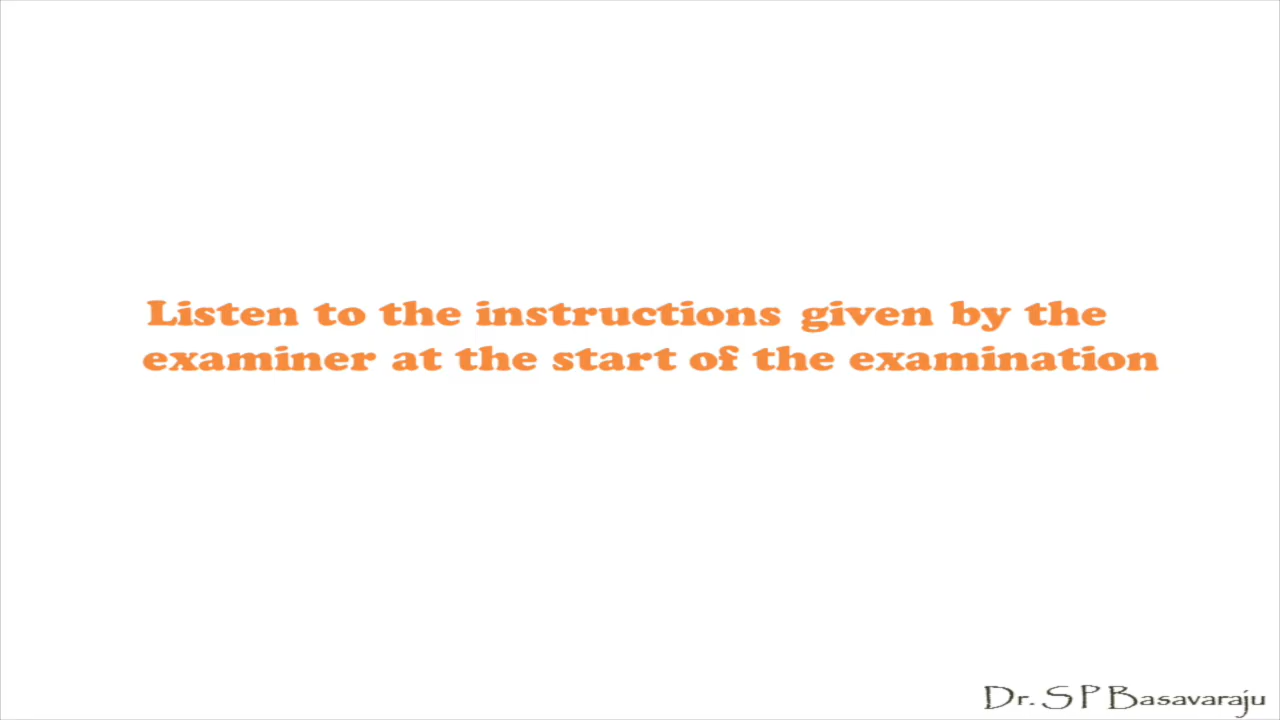 Listen to the instructions given by the
examiner at the start of the examination
Dr. S P Basavaraju